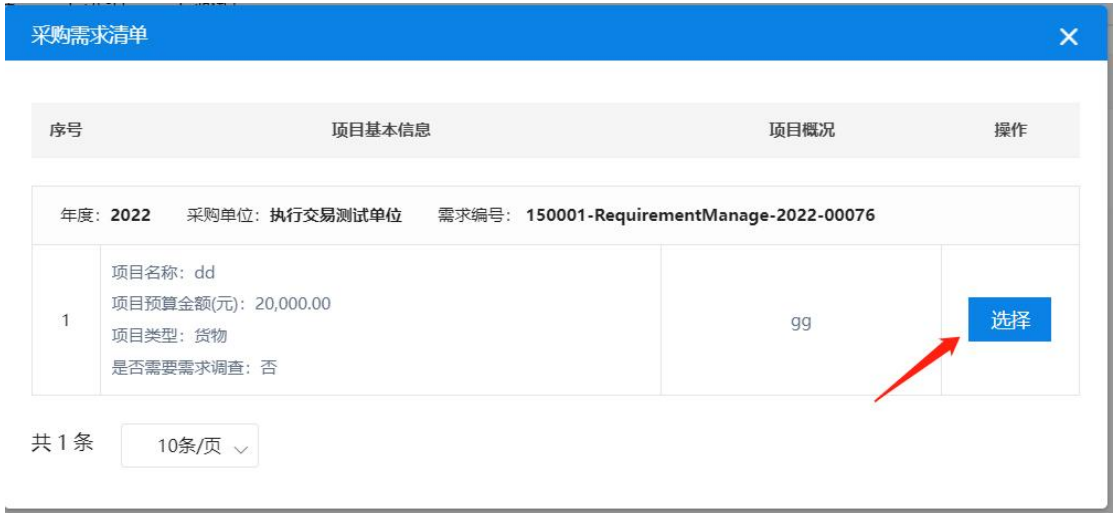 采购需求清单
序号 项目基本信息 项目概况 操作
年度：2022 采购单位：执行交易测试单位 需求编号：150001-RequirementManage-2022-00076
项目名称：dd
项目预算金额(元)：20,000.00
1 gg 选择
项目类型：货物
是否需要需求调查：否
共 1 条 10条/页